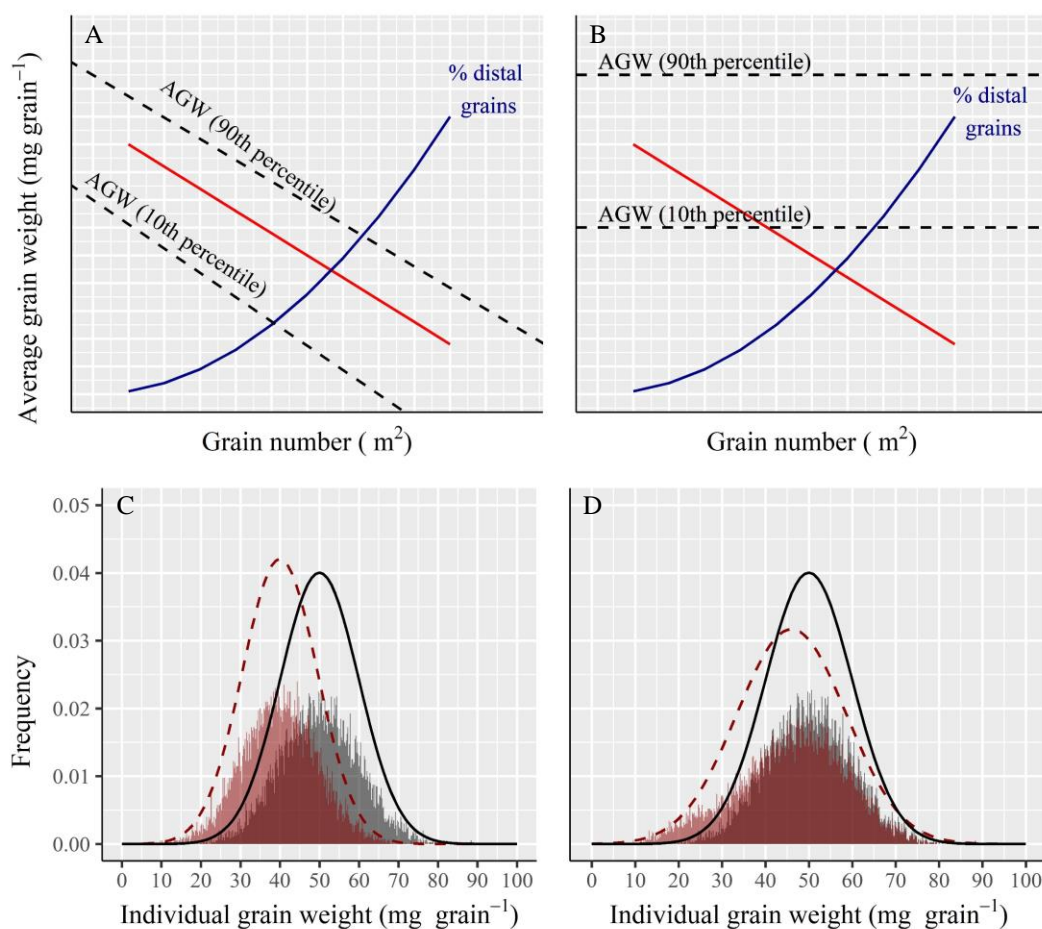 A
Average grain weight (mg grain⁻¹)
AGW (90th percentile)
AGW (10th percentile)
% distal
grains
Grain number ( m²)
B
AGW (90th percentile)
% distal
grains
AGW (10th percentile)
Grain number ( m²)
C
Frequency
0.05
0.04
0.03
0.02
0.01
0.00
0 10 20 30 40 50 60 70 80 90 100
Individual grain weight (mg grain⁻¹)
D
0 10 20 30 40 50 60 70 80 90 100
Individual grain weight (mg grain⁻¹)